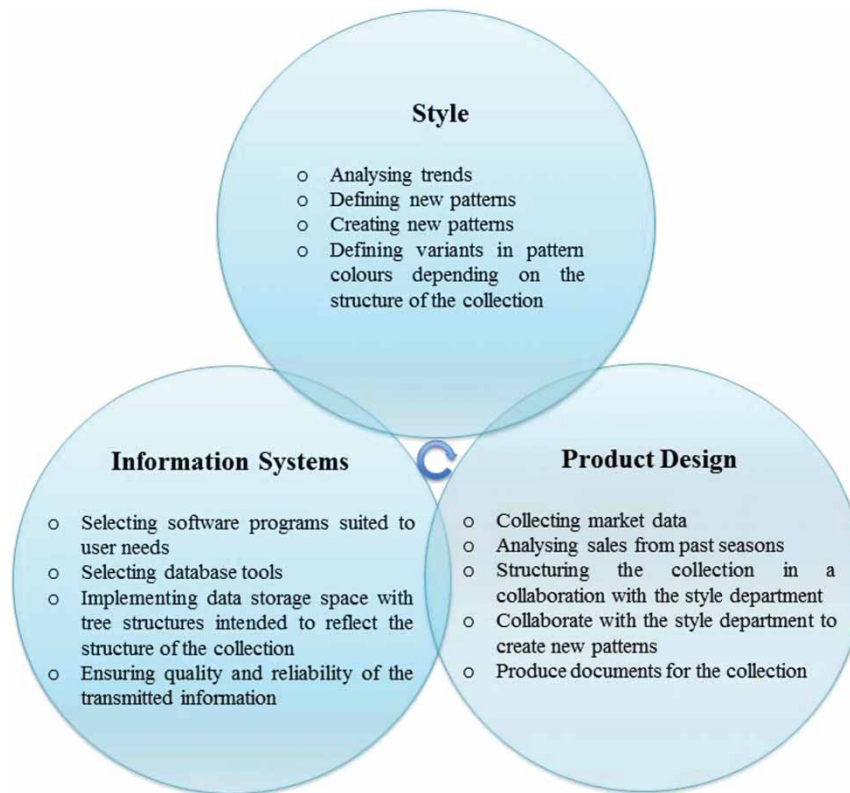 Style
o Analysing trends
o Defining new patterns
o Creating new patterns
o Defining variants in pattern
colours depending on the
structure of the collection
Information Systems
o Selecting software programs suited to
user needs
o Selecting database tools
o Implementing data storage space with
tree structures intended to reflect the
structure of the collection
o Ensuring quality and reliability of the
transmitted information
Product Design
o Collecting market data
o Analysing sales from past seasons
o Structuring the collection in a
collaboration with the style department
o Collaborate with the style department to
create new patterns
o Produce documents for the collection